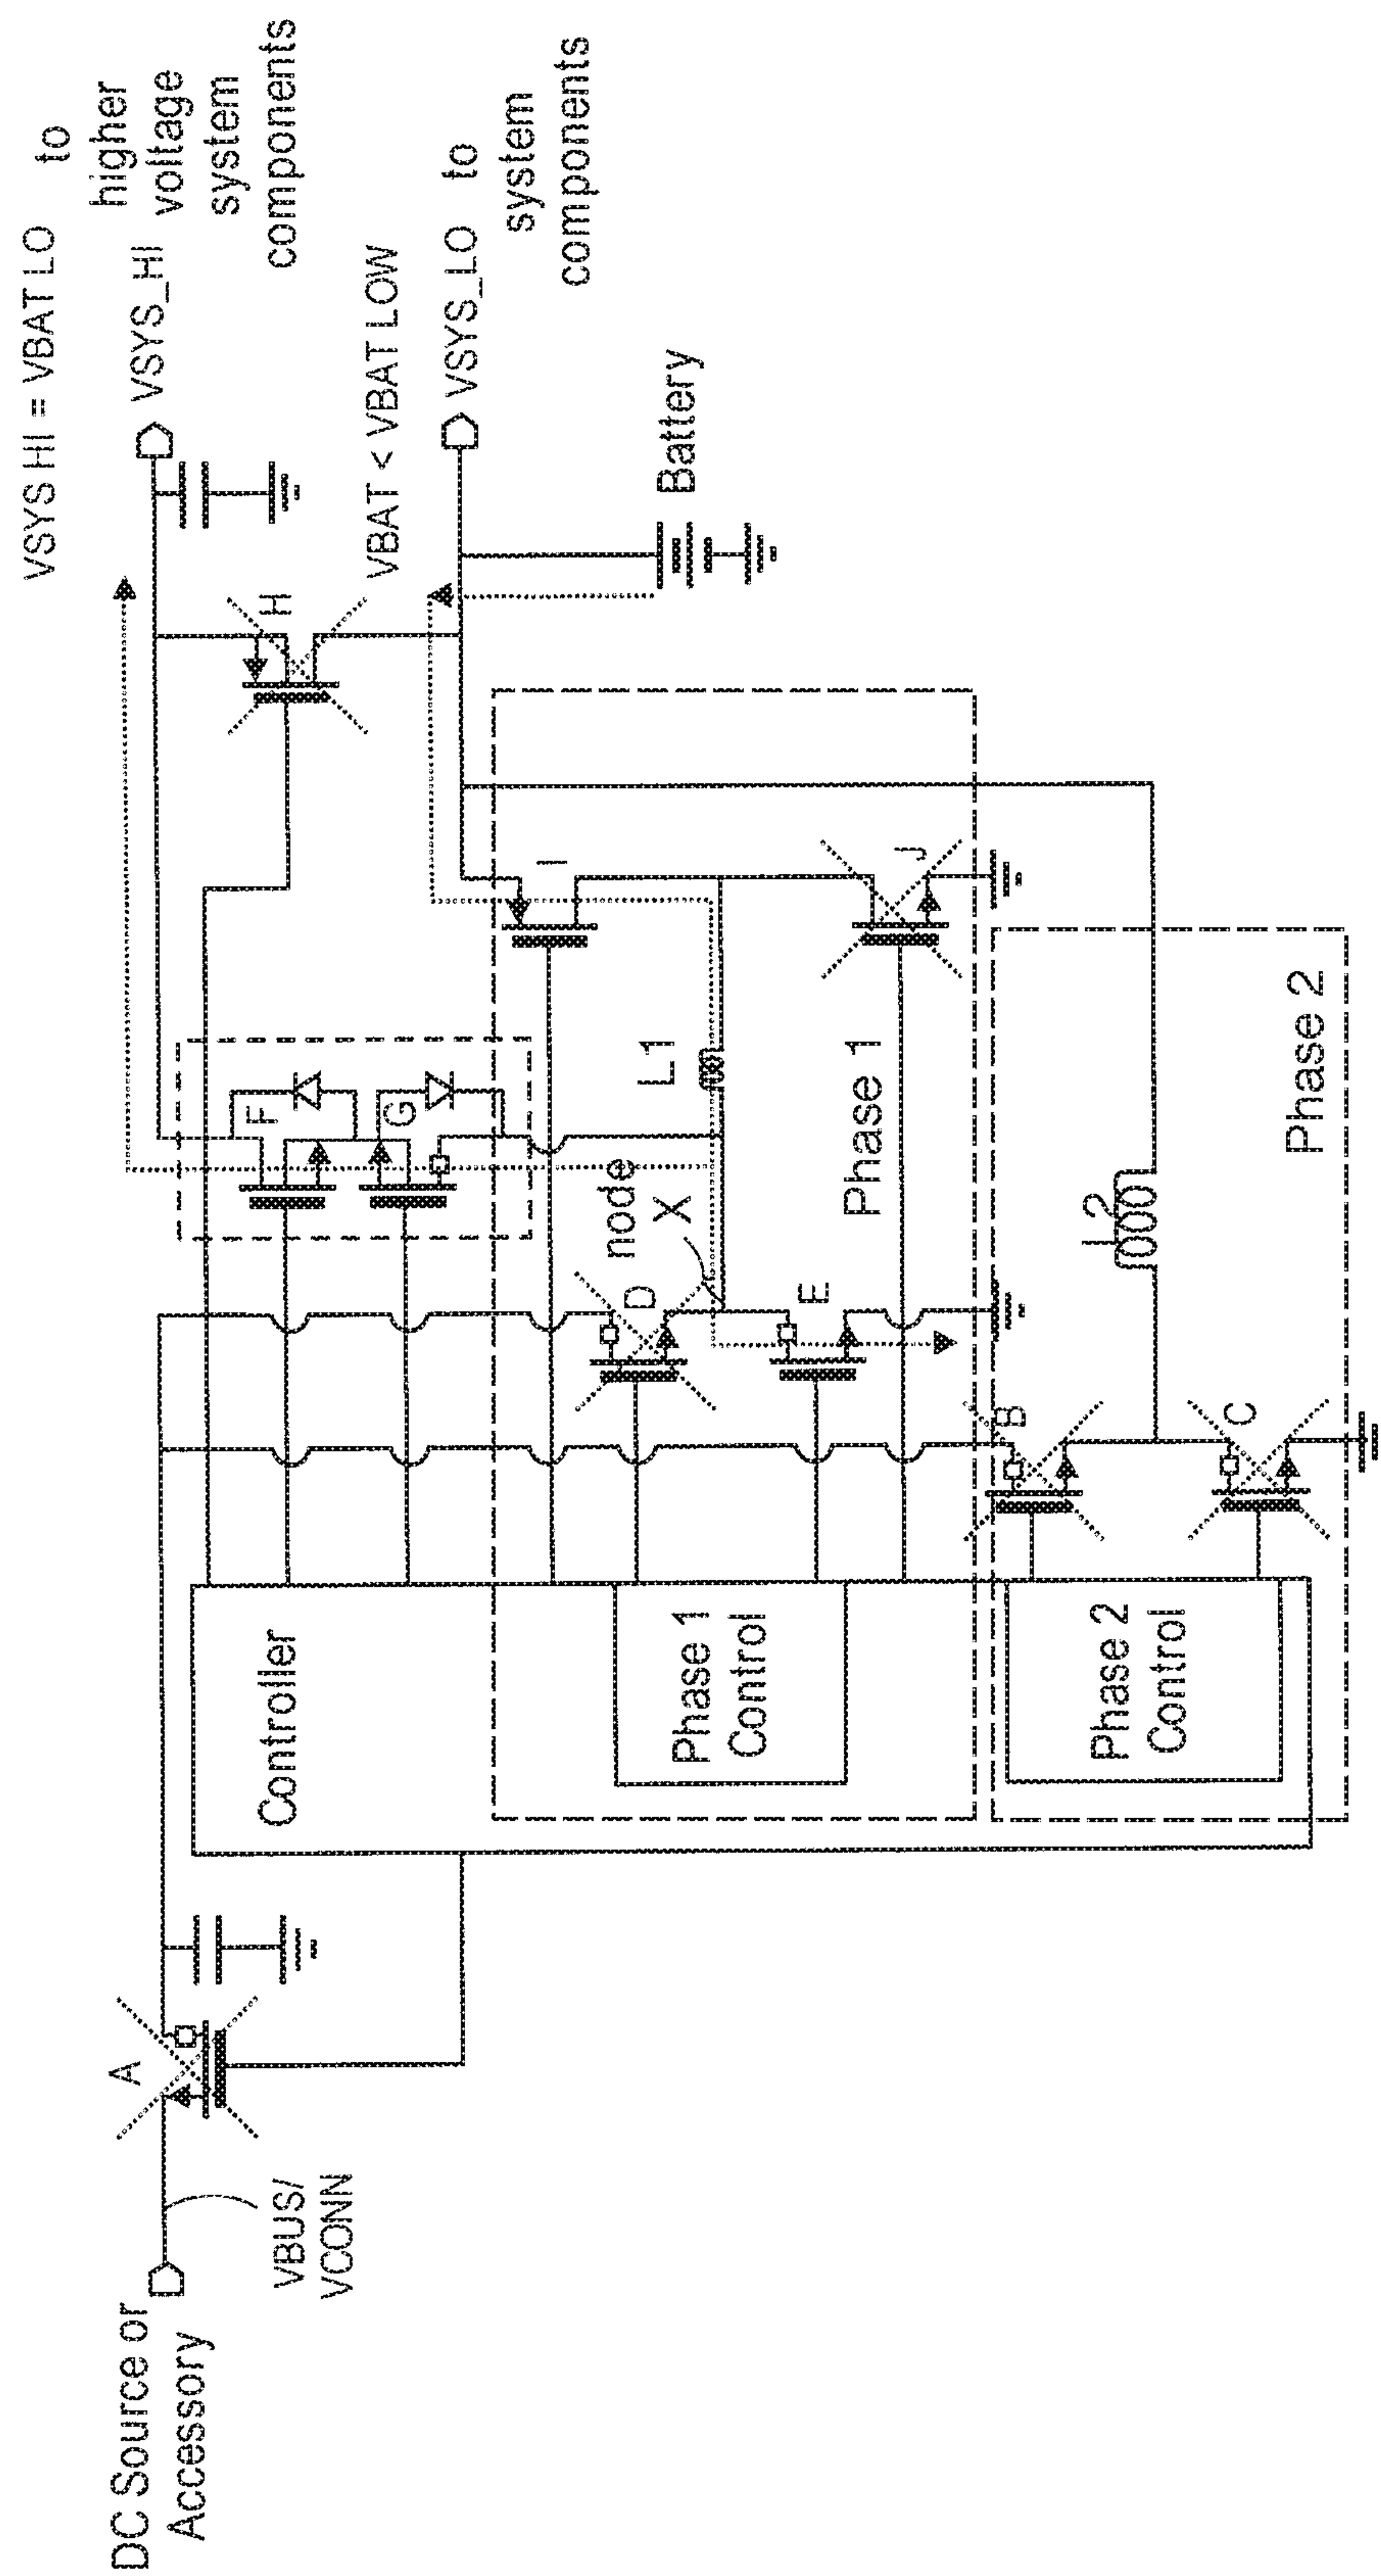 VSYS HI = VBAT LO
to
higher
voltage
system
components
VSYS_HI
VBAT < VBAT LOW
VSYS_LO
to
system
components
Battery
H
F
G
I
J
L1
node
X
D
E
Phase 1
B
C
L2
Phase 2
Controller
Phase 1
Control
Phase 2
Control
A
VBUS/
VCONN
DC Source or
Accessory